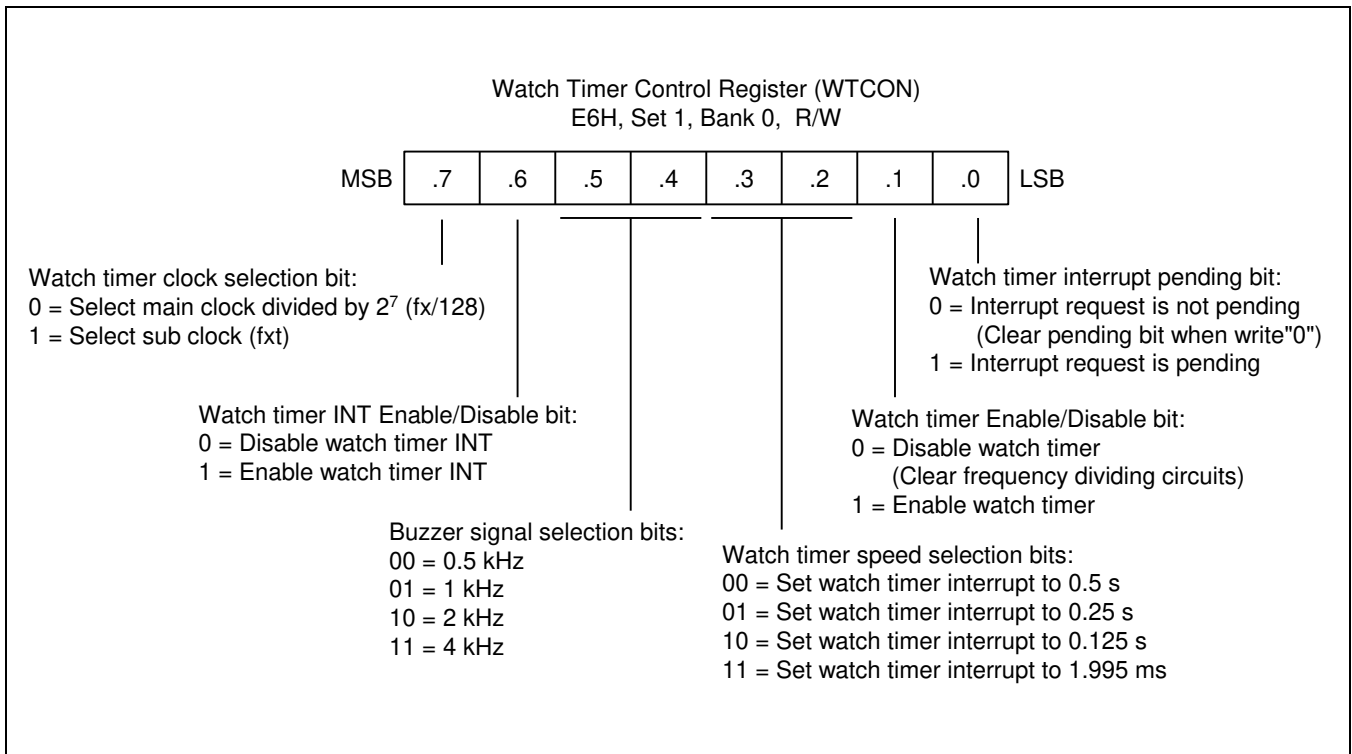 Watch Timer Control Register (WTCON)
E6H, Set 1, Bank 0, R/W
MSB .7 .6 .5 .4 .3 .2 .1 .0 LSB
Watch timer clock selection bit:
0 = Select main clock divided by 2⁷ (fx/128)
1 = Select sub clock (fxt)
Watch timer interrupt pending bit:
0 = Interrupt request is not pending
(Clear pending bit when write"0")
1 = Interrupt request is pending
Watch timer INT Enable/Disable bit:
0 = Disable watch timer INT
1 = Enable watch timer INT
Watch timer Enable/Disable bit:
0 = Disable watch timer
(Clear frequency dividing circuits)
1 = Enable watch timer
Buzzer signal selection bits:
00 = 0.5 kHz
01 = 1 kHz
10 = 2 kHz
11 = 4 kHz
Watch timer speed selection bits:
00 = Set watch timer interrupt to 0.5 s
01 = Set watch timer interrupt to 0.25 s
10 = Set watch timer interrupt to 0.125 s
11 = Set watch timer interrupt to 1.995 ms